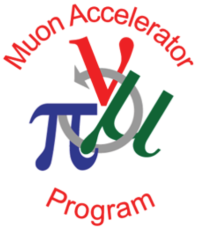 Muon Accelerator
ν
π μ
Program